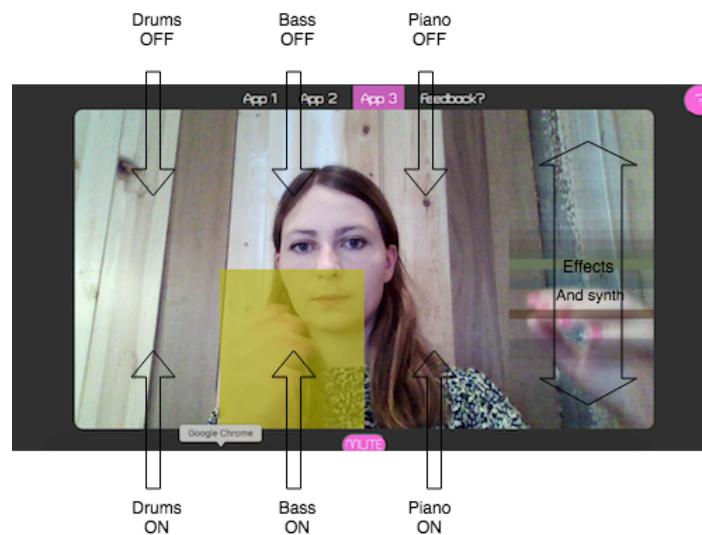 Drums
OFF
Bass
OFF
Piano
OFF
App 1
App 2
App 3
Feedback?
?
Effects
And synth
Google Chrome
MUTE
Drums
ON
Bass
ON
Piano
ON